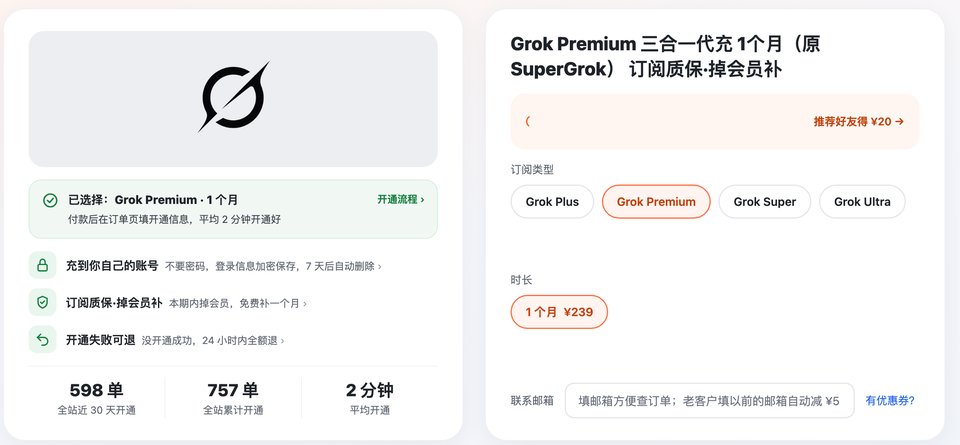 已选择：Grok Premium · 1 个月
开通流程 ›
付款后在订单页填开通信息，平均 2 分钟开通好
充到你自己的账号 不要密码，登录信息加密保存，7 天后自动删除 ›
订阅质保·掉会员补 本期内掉会员，免费补一个月 ›
开通失败可退 没开通成功，24 小时内全额退 ›
598 单
全站近 30 天开通
757 单
全站累计开通
2 分钟
平均开通
Grok Premium 三合一代充 1个月（原
SuperGrok） 订阅质保·掉会员补
（
推荐好友得 ¥20 →
订阅类型
Grok Plus
Grok Premium
Grok Super
Grok Ultra
时长
1 个月 ¥239
联系邮箱
填邮箱方便查订单；老客户填以前的邮箱自动减 ¥5
有优惠券?